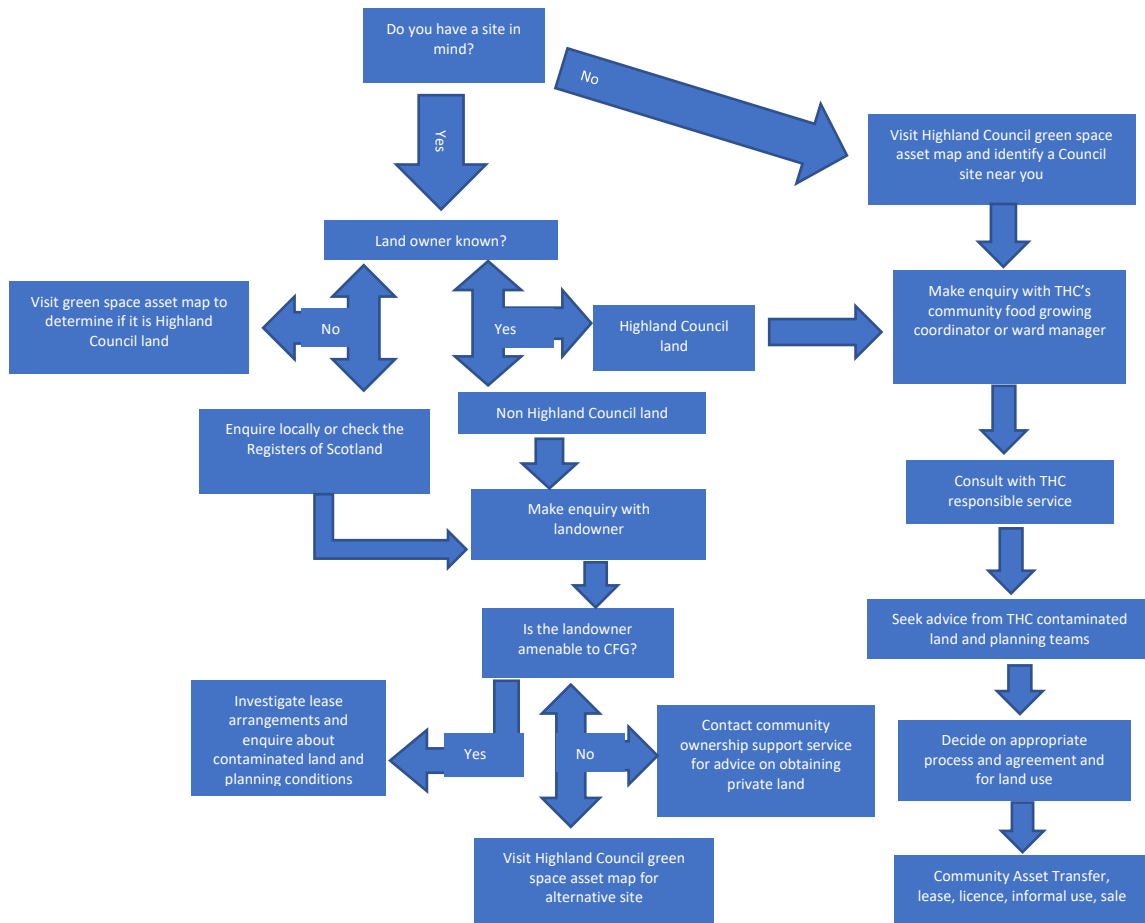 Do you have a site in
mind?
No
Yes
Visit Highland Council green space
asset map and identify a Council
site near you
Land owner known?
Visit green space asset map to
determine if it is Highland
Council land
No
Yes
Highland Council
land
Make enquiry with THC’s
community food growing
coordinator or ward manager
Enquire locally or check the
Registers of Scotland
Non Highland Council land
Consult with THC
responsible service
Make enquiry with
landowner
Is the landowner
amenable to CFG?
Seek advice from THC contaminated
land and planning teams
Investigate lease
arrangements and
enquire about
contaminated land and
planning conditions
Yes
No
Contact community
ownership support service
for advice on obtaining
private land
Decide on appropriate
process and agreement and
for land use
Visit Highland Council green
space asset map for
alternative site
Community Asset Transfer,
lease, licence, informal use, sale